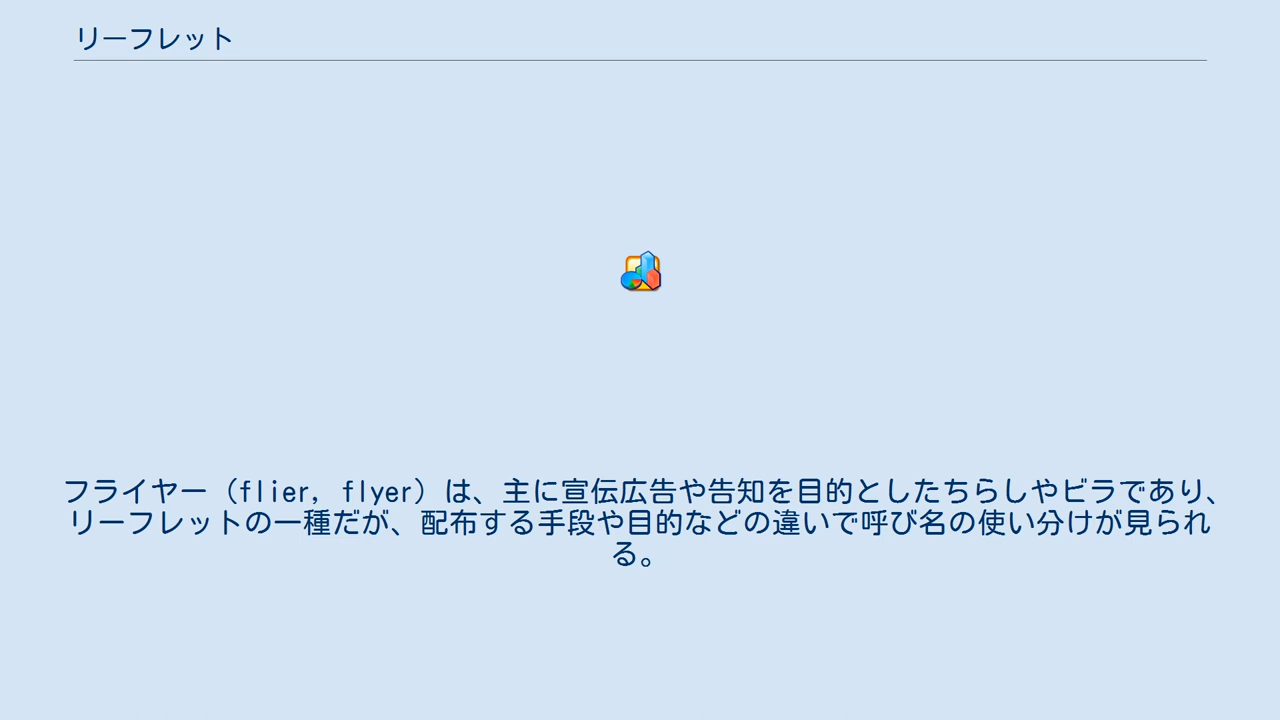 リーフレット
フライヤー（flier, flyer）は、主に宣伝広告や告知を目的としたちらしやビラであり、
リーフレットの一種だが、配布する手段や目的などの違いで呼び名の使い分けが見られ
る。